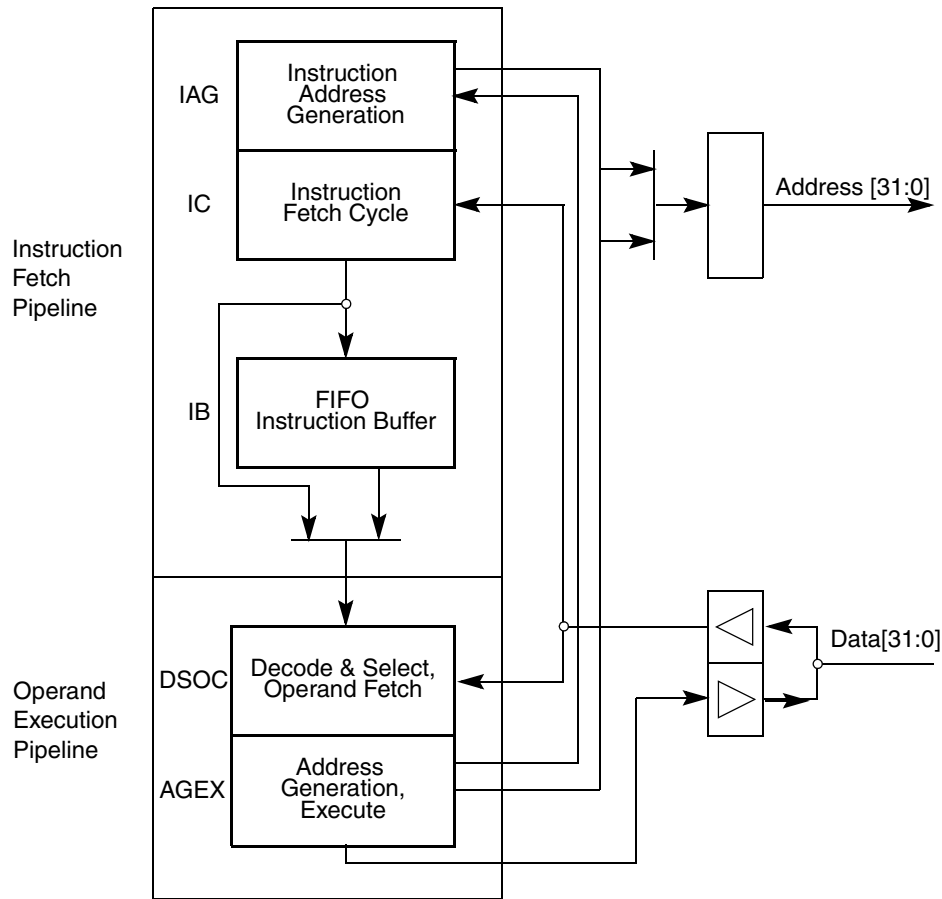 IAG
Instruction
Address
Generation
IC
Instruction
Fetch Cycle
Address [31:0]
Instruction
Fetch
Pipeline
IB
FIFO
Instruction Buffer
DSOC
Decode & Select,
Operand Fetch
Data[31:0]
Operand
Execution
Pipeline
AGEX
Address
Generation,
Execute